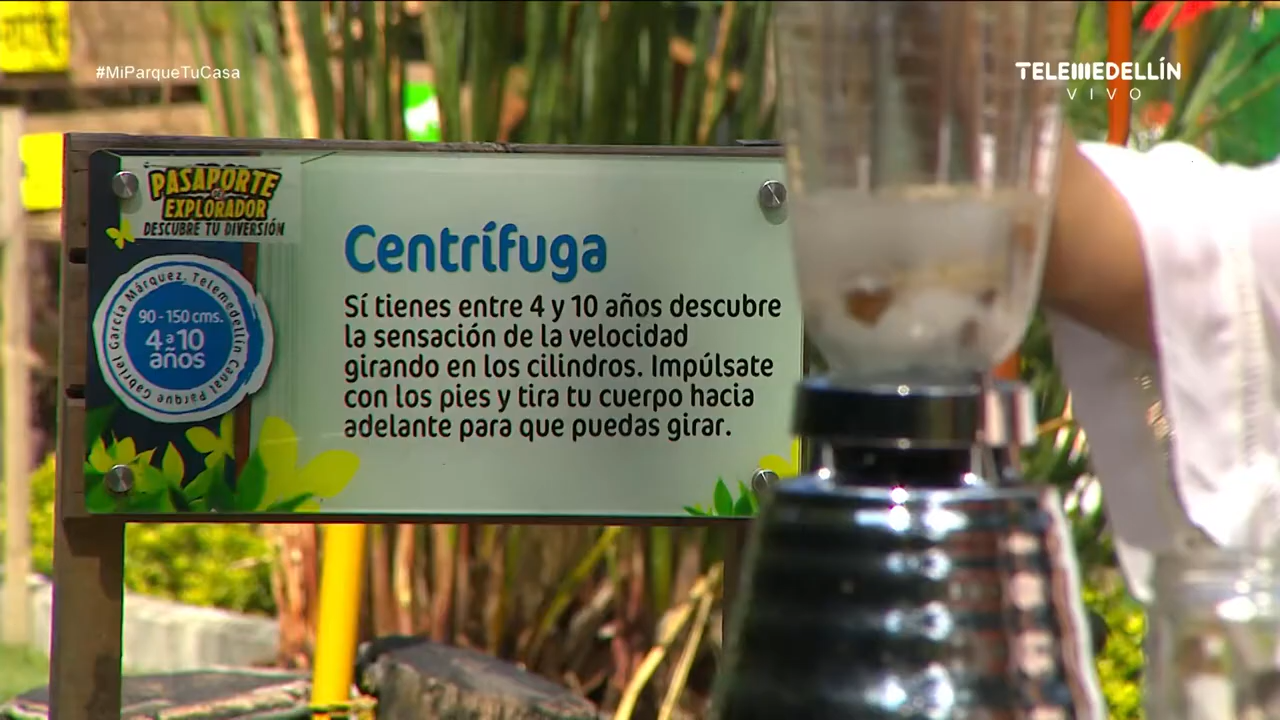 #MiParqueTuCasa
TELEMEDELLÍN
VIVO
PASAPORTE
EXPLORADOR
DESCUBRE TU DIVERSIÓN
Parque Gabriel García Márquez, Telemedellín Canal
90 - 150 cms.
4 a 10
años
Centrífuga
Sí tienes entre 4 y 10 años descubre
la sensación de la velocidad
girando en los cilindros. Impúlsate
con los pies y tira tu cuerpo hacia
adelante para que puedas girar.